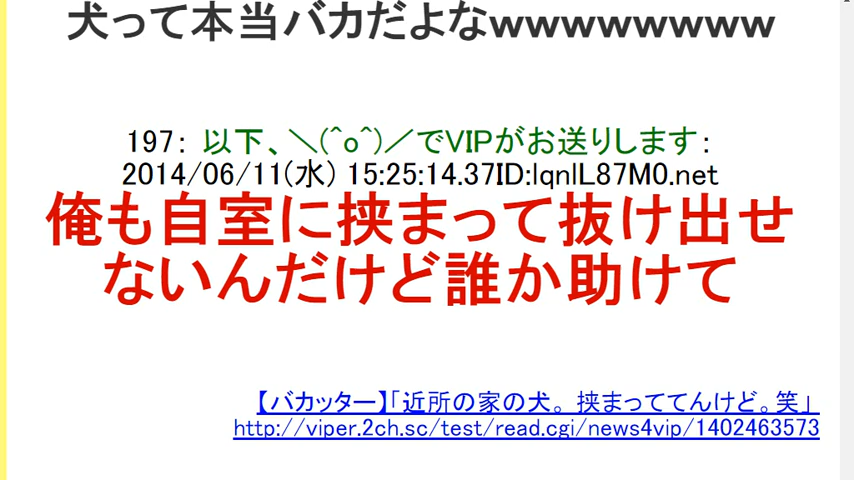 犬って本当バカだよなwwwwwwwww
197： 以下、＼(^o^)／でVIPがお送りします：
2014/06/11(水) 15:25:14.37ID:lqnlL87M0.net
俺も自室に挟まって抜け出せ
ないんだけど誰か助けて
【バカッター】「近所の家の犬。挟まっててんけど。笑」
http://viper.2ch.sc/test/read.cgi/news4vip/1402463573